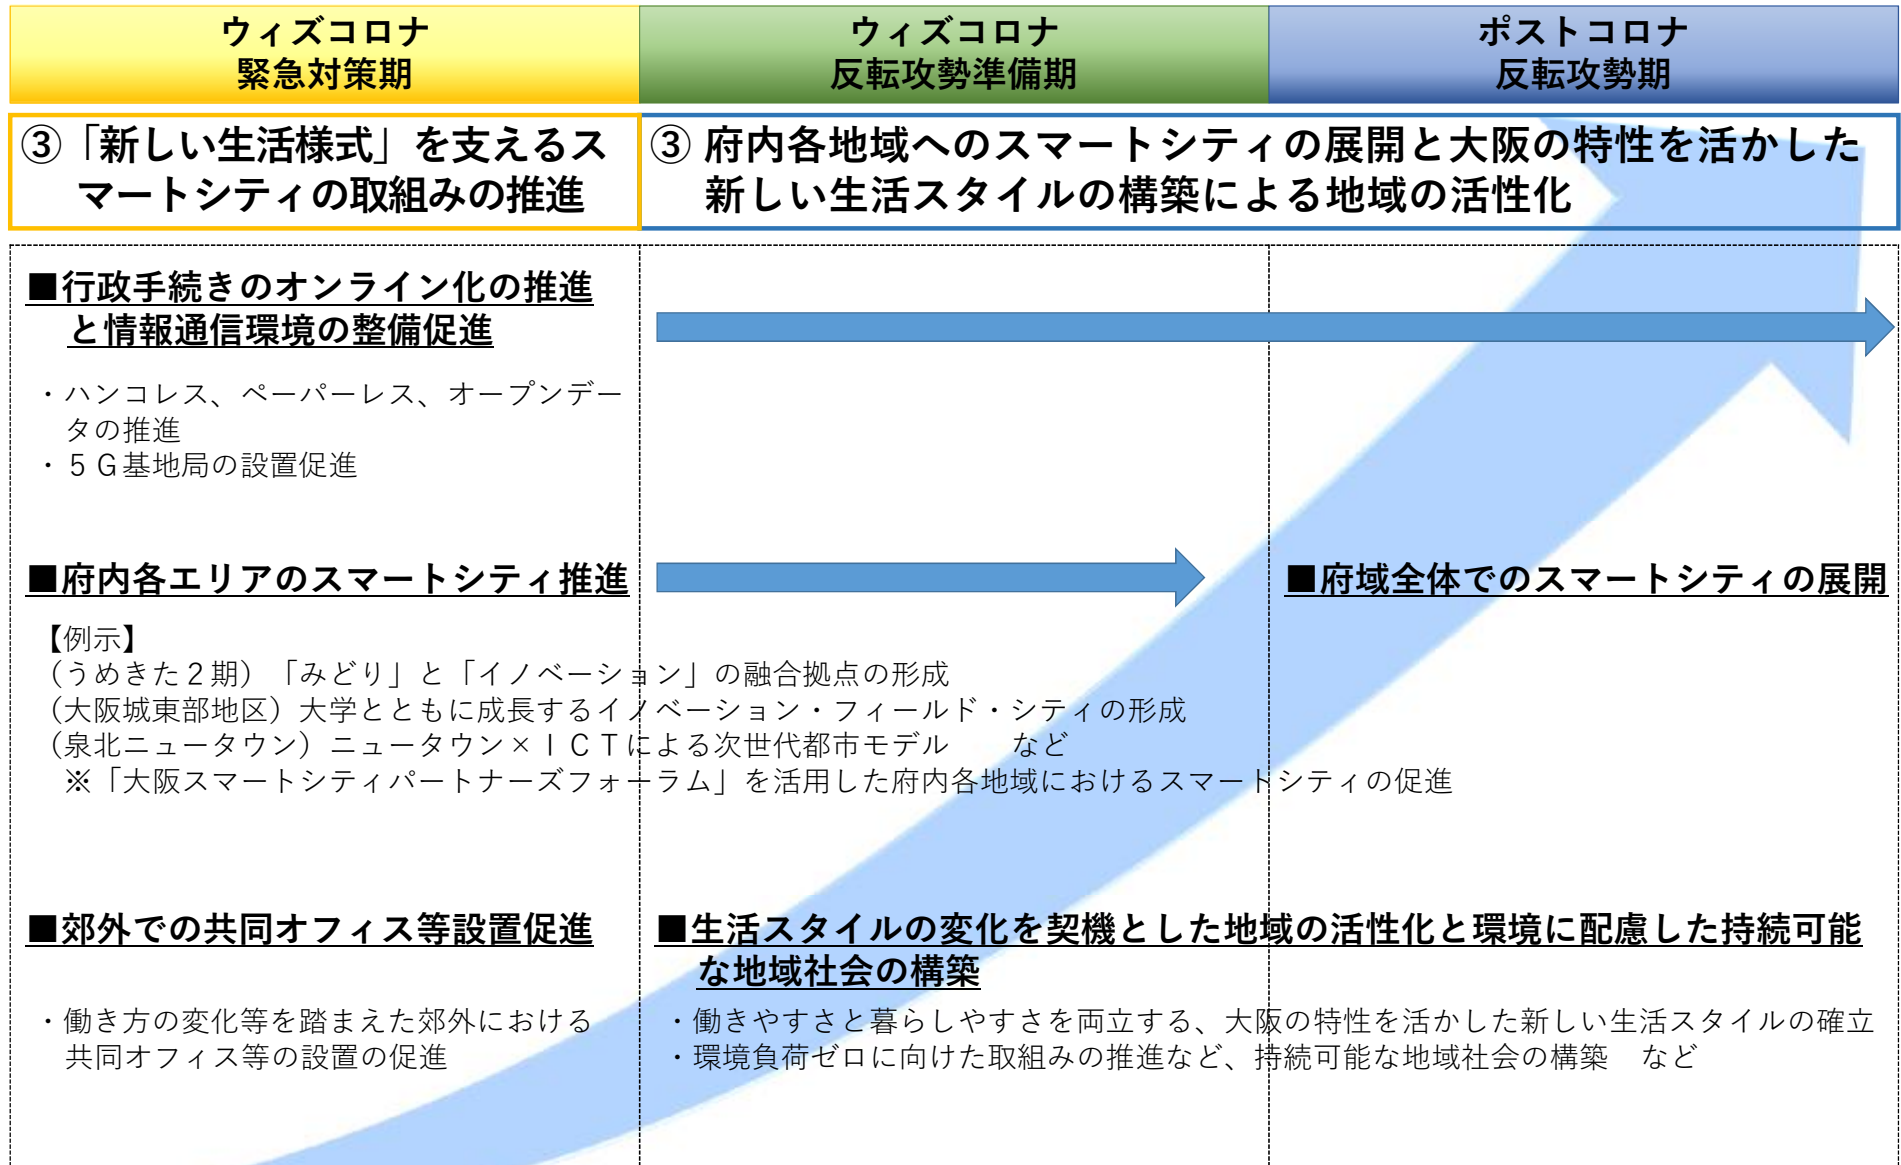 ウィズコロナ
緊急対策期
ウィズコロナ
反転攻勢準備期
ポストコロナ
反転攻勢期
③「新しい生活様式」を支えるス
マートシティの取組みの推進
③ 府内各地域へのスマートシティの展開と大阪の特性を活かした
新しい生活スタイルの構築による地域の活性化
■行政手続きのオンライン化の推進
と情報通信環境の整備促進
・ハンコレス、ペーパーレス、オープンデー
タの推進
・５Ｇ基地局の設置促進
■府内各エリアのスマートシティ推進
■府域全体でのスマートシティの展開
【例示】
（うめきた２期）「みどり」と「イノベーション」の融合拠点の形成
（大阪城東部地区）大学とともに成長するイノベーション・フィールド・シティの形成
（泉北ニュータウン）ニュータウン×ＩＣＴによる次世代都市モデル　　など
※「大阪スマートシティパートナーズフォーラム」を活用した府内各地域におけるスマートシティの促進
■郊外での共同オフィス等設置促進
・働き方の変化等を踏まえた郊外における
共同オフィス等の設置の促進
■生活スタイルの変化を契機とした地域の活性化と環境に配慮した持続可能
な地域社会の構築
・働きやすさと暮らしやすさを両立する、大阪の特性を活かした新しい生活スタイルの確立
・環境負荷ゼロに向けた取組みの推進など、持続可能な地域社会の構築　など